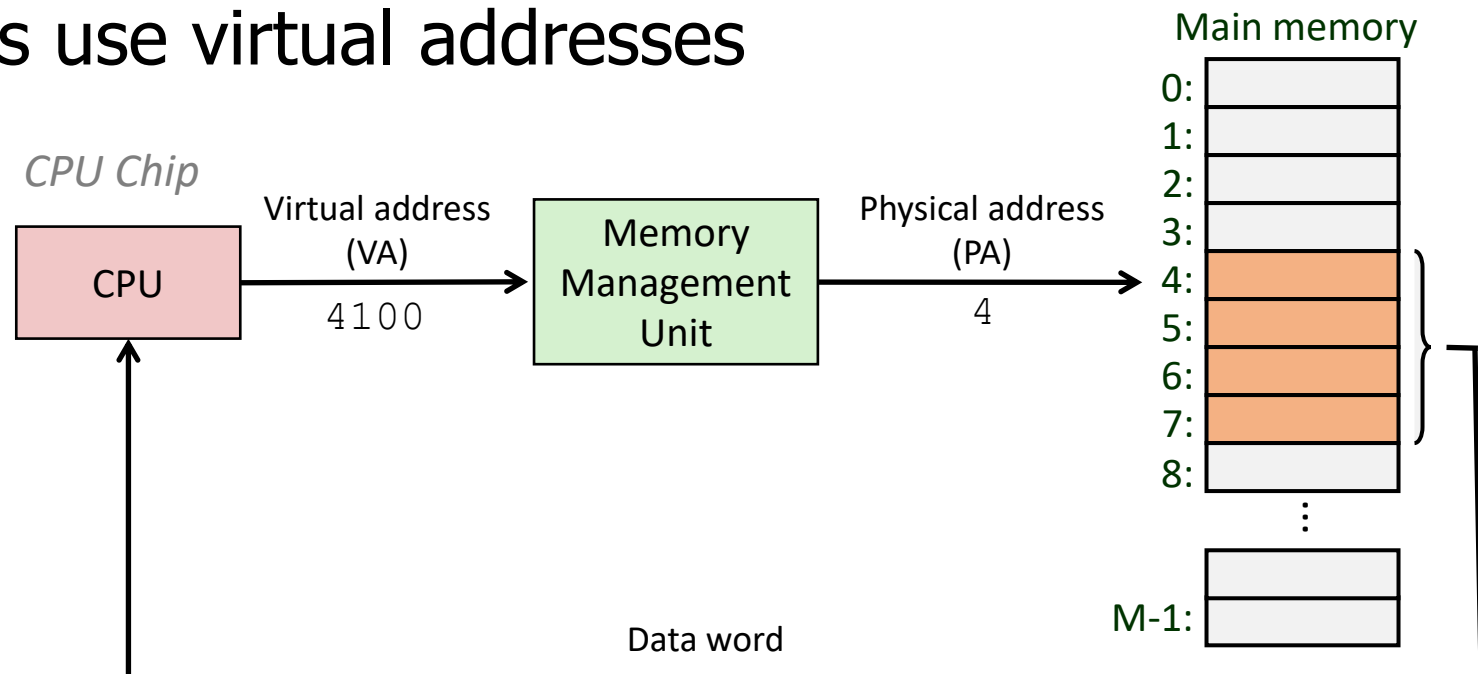 s use virtual addresses
Main memory
CPU Chip
CPU
Virtual address
(VA)
4100
Memory
Management
Unit
Physical address
(PA)
4
0:
1:
2:
3:
4:
5:
6:
7:
8:
...
M-1:
Data word